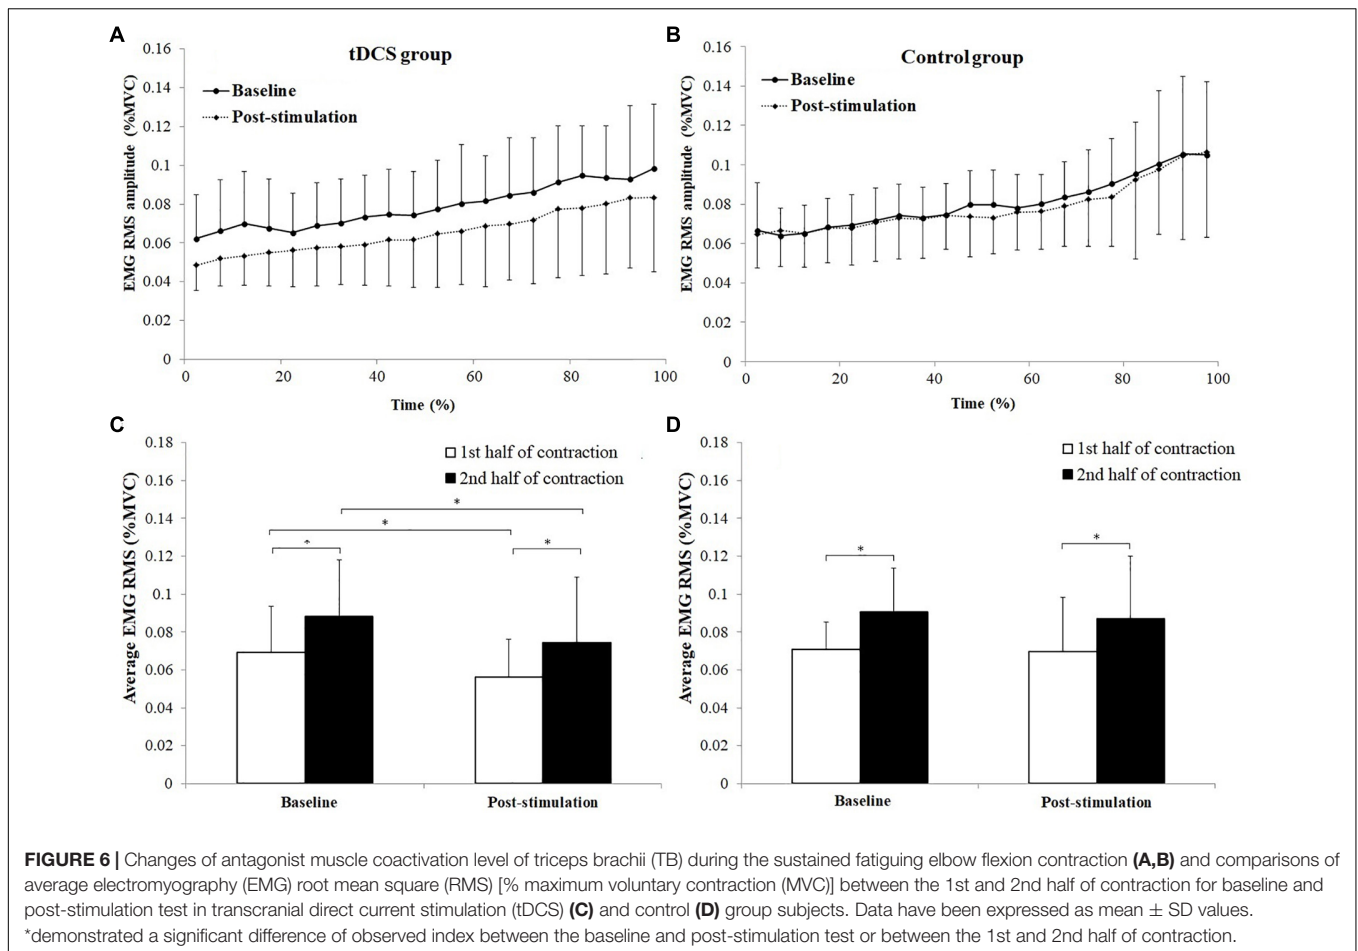 A
tDCS group
Baseline
Post-stimulation
EMG RMS amplitude (%MVC)
0.16
0.14
0.12
0.1
0.08
0.06
0.04
0.02
0
0 20 40 60 80 100
Time (%)
B
Control group
Baseline
Post-stimulation
EMG RMS amplitude (%MVC)
0.16
0.14
0.12
0.1
0.08
0.06
0.04
0.02
0
0 20 40 60 80 100
Time (%)
C
1st half of contraction
2nd half of contraction
Average EMG RMS (%MVC)
0.18
0.16
0.14
0.12
0.1
0.08
0.06
0.04
0.02
0
*
*
*
*
Baseline Post-stimulation
D
1st half of contraction
2nd half of contraction
Average EMG RMS (%MVC)
0.18
0.16
0.14
0.12
0.1
0.08
0.06
0.04
0.02
0
*
*
Baseline Post-stimulation
FIGURE 6 | Changes of antagonist muscle coactivation level of triceps brachii (TB) during the sustained fatiguing elbow flexion contraction (A,B) and comparisons of
average electromyography (EMG) root mean square (RMS) [% maximum voluntary contraction (MVC)] between the 1st and 2nd half of contraction for baseline and
post-stimulation test in transcranial direct current stimulation (tDCS) (C) and control (D) group subjects. Data have been expressed as mean ± SD values.
*demonstrated a significant difference of observed index between the baseline and post-stimulation test or between the 1st and 2nd half of contraction.